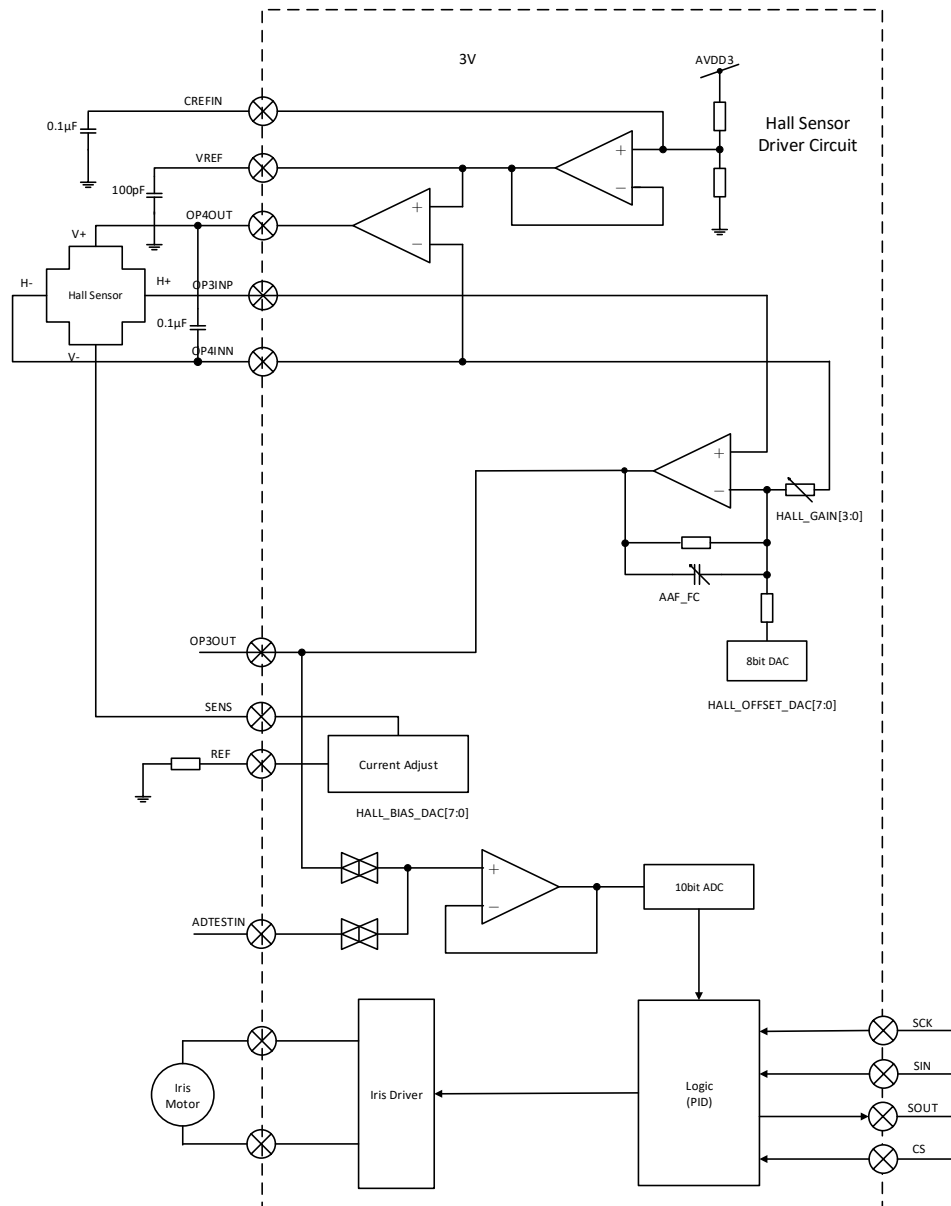 3V
AVDD3
CREFIN
0.1µF
Hall Sensor
Driver Circuit
VREF
+
−
100pF
OP4OUT
+
−
V+
H-
Hall Sensor
H+
OP3INP
0.1µF
V-
OP4INN
+
−
HALL_GAIN[3:0]
AAF_FC
OP3OUT
8bit DAC
HALL_OFFSET_DAC[7:0]
SENS
REF
Current Adjust
HALL_BIAS_DAC[7:0]
+
−
10bit ADC
ADTESTIN
SCK
SIN
SOUT
CS
Iris
Motor
Iris Driver
Logic
(PID)